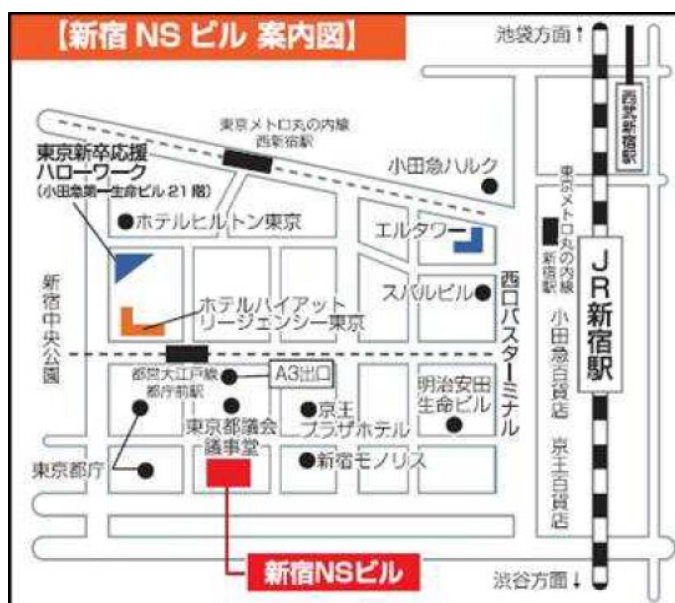 【新宿 NS ビル 案内図】
池袋方面↑
西武新宿駅
東京メトロ丸の内線
西新宿駅
東京新卒応援
ハローワーク
(小田急第一生命ビル 21 階)
小田急ハルク
ホテルヒルトン東京
エルタワー
東京メトロ丸の内線
新宿駅
JR新宿駅
新宿中央公園
ホテルハイアット
リージェンシー東京
スバルビル
西口バスターミナル
小田急百貨店
都営大江戸線
都庁前駅
A3出口
明治安田
生命ビル
東京都議会
議事堂
京王
プラザホテル
京王百貨店
東京都庁
新宿モノリス
新宿NSビル
渋谷方面↓